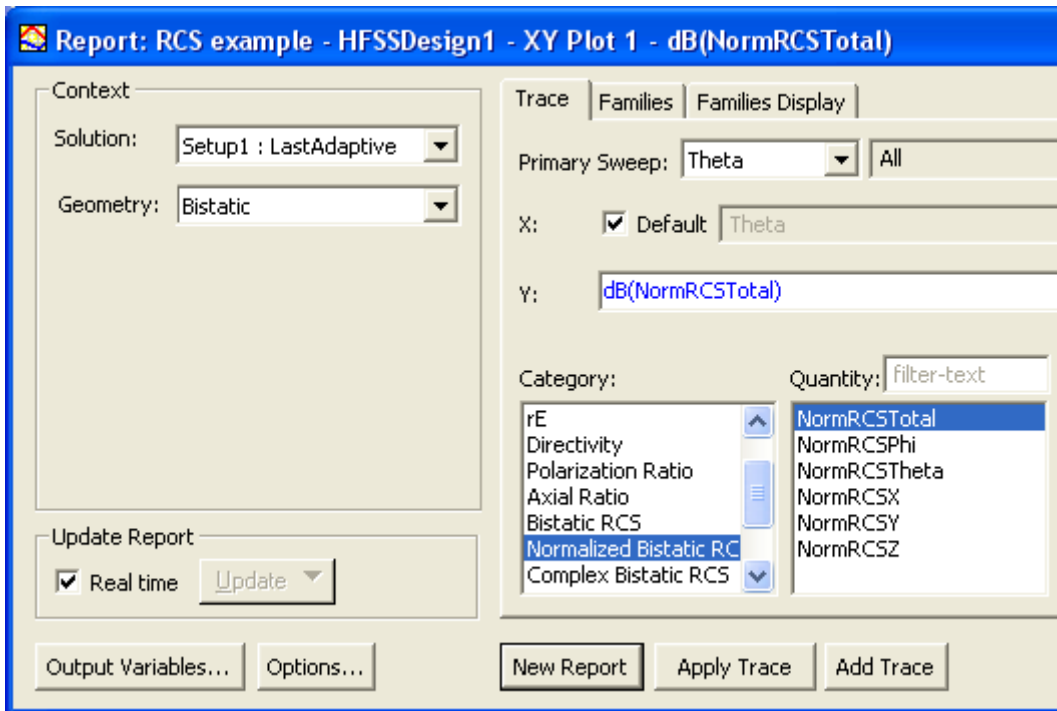 Report: RCS example - HFSSDesign1 - XY Plot 1 - dB(NormRCSTotal)
Context
Solution: Setup1 : LastAdaptive
Geometry: Bistatic
Update Report
Real time Update
Output Variables... Options...
Trace Families Families Display
Primary Sweep: Theta All
X: Default Theta
Y: dB(NormRCSTotal)
Category:
rE
Directivity
Polarization Ratio
Axial Ratio
Bistatic RCS
Normalized Bistatic RC
Complex Bistatic RCS
Quantity: filter-text
NormRCSTotal
NormRCSPhi
NormRCSTheta
NormRCSX
NormRCSY
NormRCSZ
New Report Apply Trace Add Trace